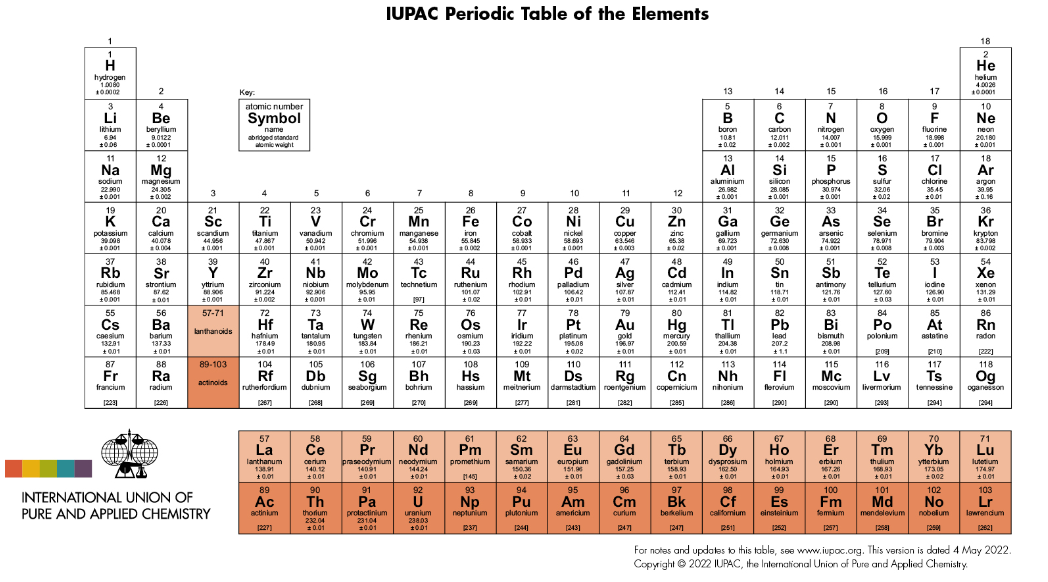 IUPAC Periodic Table of the Elements
1 18
1 2
H He
hydrogen helium
1.0080 4.0026
± 0.0002 ± 0.0001
2 13 14 15 16 17
Key:
atomic number
Symbol
name
abridged standard
atomic weight
3 4 5 6 7 8 9 10
Li Be B C N O F Ne
lithium beryllium boron carbon nitrogen oxygen fluorine neon
6.94 9.0122 10.81 12.011 14.007 15.999 18.998 20.180
± 0.06 ± 0.0001 ± 0.02 ± 0.002 ± 0.001 ± 0.001 ± 0.001 ± 0.001
11 12 13 14 15 16 17 18
Na Mg Al Si P S Cl Ar
sodium magnesium aluminium silicon phosphorus sulfur chlorine argon
22.990 24.305 26.982 28.085 30.974 32.06 35.45 39.95
± 0.001 ± 0.002 ± 0.001 ± 0.001 ± 0.001 ± 0.02 ± 0.01 ± 0.16
3 4 5 6 7 8 9 10 11 12
19 20 21 22 23 24 25 26 27 28 29 30 31 32 33 34 35 36
K Ca Sc Ti V Cr Mn Fe Co Ni Cu Zn Ga Ge As Se Br Kr
potassium calcium scandium titanium vanadium chromium manganese iron cobalt nickel copper zinc gallium germanium arsenic selenium bromine krypton
39.098 40.078 44.956 47.867 50.942 51.996 54.938 55.845 58.933 58.693 63.546 65.38 69.723 72.630 74.922 78.971 79.904 83.798
± 0.001 ± 0.004 ± 0.001 ± 0.001 ± 0.001 ± 0.001 ± 0.001 ± 0.002 ± 0.001 ± 0.001 ± 0.003 ± 0.02 ± 0.001 ± 0.008 ± 0.001 ± 0.008 ± 0.003 ± 0.002
37 38 39 40 41 42 43 44 45 46 47 48 49 50 51 52 53 54
Rb Sr Y Zr Nb Mo Tc Ru Rh Pd Ag Cd In Sn Sb Te I Xe
rubidium strontium yttrium zirconium niobium molybdenum technetium ruthenium rhodium palladium silver cadmium indium tin antimony tellurium iodine xenon
85.468 87.62 88.906 91.224 92.906 95.95 [97] 101.07 102.91 106.42 107.87 112.41 114.82 118.71 121.76 127.60 126.90 131.29
± 0.001 ± 0.01 ± 0.001 ± 0.002 ± 0.001 ± 0.01 ± 0.02 ± 0.01 ± 0.01 ± 0.01 ± 0.01 ± 0.01 ± 0.01 ± 0.01 ± 0.03 ± 0.01 ± 0.01
55 56 57-71 72 73 74 75 76 77 78 79 80 81 82 83 84 85 86
Cs Ba Hf Ta W Re Os Ir Pt Au Hg Tl Pb Bi Po At Rn
caesium barium lanthanoids hafnium tantalum tungsten rhenium osmium iridium platinum gold mercury thallium lead bismuth polonium astatine radon
132.91 137.33 178.49 180.95 183.84 186.21 190.23 192.22 195.08 196.97 200.59 204.38 207.2 208.98 [209] [210] [222]
± 0.01 ± 0.01 ± 0.01 ± 0.01 ± 0.01 ± 0.01 ± 0.03 ± 0.01 ± 0.02 ± 0.01 ± 0.01 ± 0.01 ± 1.1 ± 0.01
87 88 89-103 104 105 106 107 108 109 110 111 112 113 114 115 116 117 118
Fr Ra Rf Db Sg Bh Hs Mt Ds Rg Cn Nh Fl Mc Lv Ts Og
francium radium actinoids rutherfordium dubnium seaborgium bohrium hassium meitnerium darmstadtium roentgenium copernicium nihonium flerovium moscovium livermorium tennessine oganesson
[223] [226] [267] [268] [269] [270] [269] [277] [281] [282] [285] [286] [290] [290] [293] [294] [294]
57 58 59 60 61 62 63 64 65 66 67 68 69 70 71
La Ce Pr Nd Pm Sm Eu Gd Tb Dy Ho Er Tm Yb Lu
lanthanum cerium praseodymium neodymium promethium samarium europium gadolinium terbium dysprosium holmium erbium thulium ytterbium lutetium
138.91 140.12 140.91 144.24 [145] 150.36 151.96 157.25 158.93 162.50 164.93 167.26 168.93 173.05 174.97
± 0.01 ± 0.01 ± 0.01 ± 0.01 ± 0.02 ± 0.01 ± 0.03 ± 0.01 ± 0.01 ± 0.01 ± 0.01 ± 0.01 ± 0.02 ± 0.01
89 90 91 92 93 94 95 96 97 98 99 100 101 102 103
Ac Th Pa U Np Pu Am Cm Bk Cf Es Fm Md No Lr
actinium thorium protactinium uranium neptunium plutonium americium curium berkelium californium einsteinium fermium mendelevium nobelium lawrencium
[227] 232.04 231.04 238.03 [237] [244] [243] [247] [247] [251] [252] [257] [258] [259] [262]
± 0.01 ± 0.01 ± 0.01
INTERNATIONAL UNION OF
PURE AND APPLIED CHEMISTRY
For notes and updates to this table, see www.iupac.org. This version is dated 4 May 2022.
Copyright © 2022 IUPAC, the International Union of Pure and Applied Chemistry.